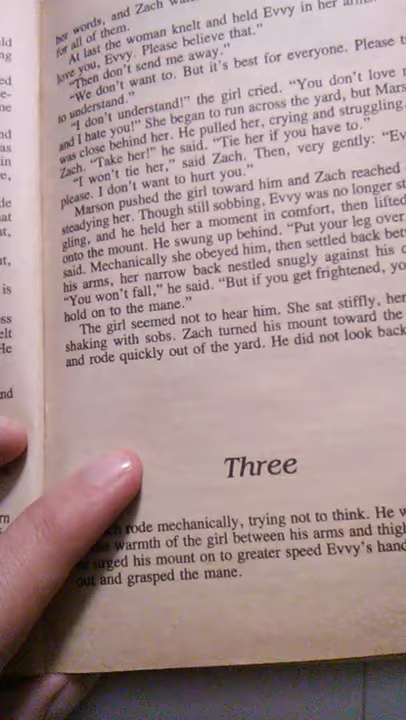 her words, and Zach
for all of them.
At last the woman knelt and held Evvy in her arms.
love you, Evvy. Please believe that."
"Then don't send me away."
"We don't want to. But it's best for everyone. Please
to understand."
"I don't understand!" the girl cried. "You don't love
and I hate you!" She began to run across the yard, but Mars
was close behind her. He pulled her, crying and struggling,
Zach. "Take her!" he said. "Tie her if you have to."
"I won't tie her," said Zach, Then, very gently: "Ev
please. I don't want to hurt you."
Marson pushed the girl toward him and Zach reached
steadying her. Though still sobbing, Evvy was no longer st
gling, and he held her a moment in comfort, then lifted
onto the mount. He swung up behind. "Put your leg over
said. Mechanically she obeyed him, then settled back bet
his arms, her narrow back nestled snugly against his
"You won't fall," he said. "But if you get frightened, yo
hold on to the mane."
The girl seemed not to hear him. She sat stiffly, her
shaking with sobs. Zach turned his mount toward the
and rode quickly out of the yard. He did not look back
Three
rode mechanically, trying not to think. He w
warmth of the girl between his arms and thigh
urged his mount on to greater speed Evvy's hand
out and grasped the mane.